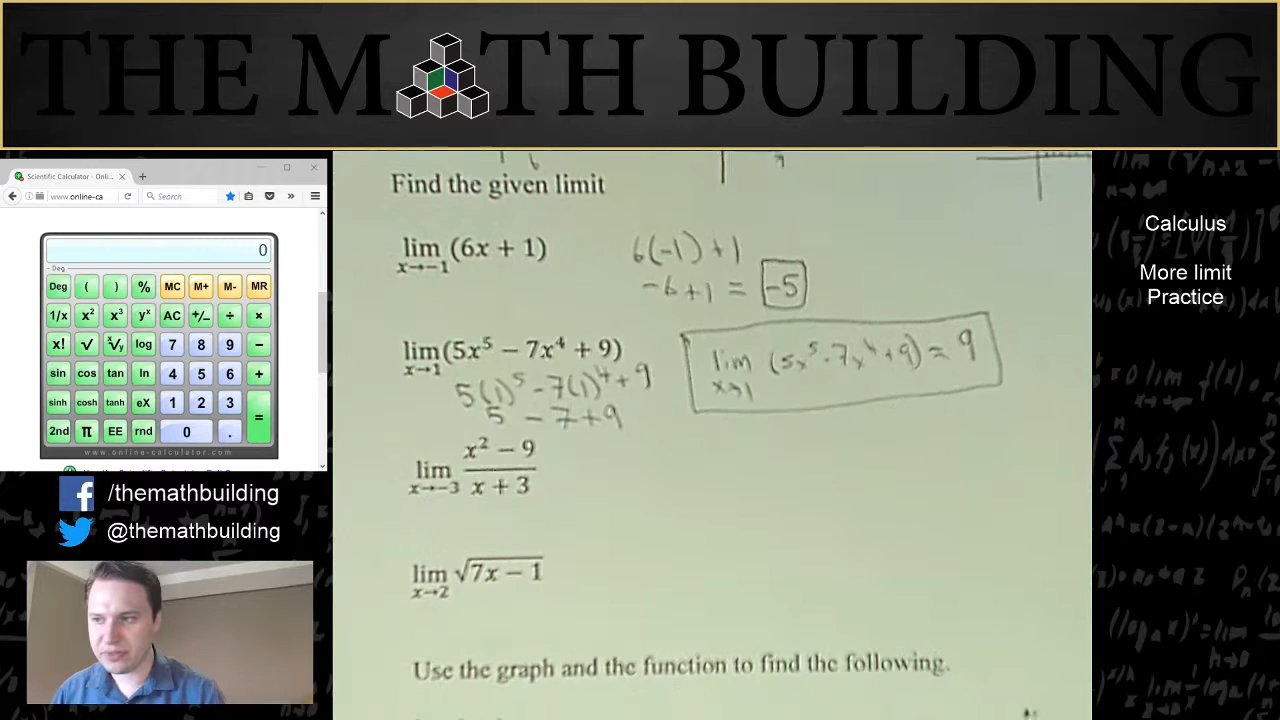 THE MATH BUILDING
Scientific Calculator - Onli...
www.online-ca
Search
0
Deg
Deg ( ) % MC M+ M- MR
1/x x² x³ yˣ AC +/− ÷ ×
x! √ ˣ√y log 7 8 9 −
sin cos tan ln 4 5 6 +
sinh cosh tanh eX 1 2 3 =
2nd π EE rnd 0 .
www.online-calculator.com
/themathbuilding
@themathbuilding
Find the given limit
lim x→−1 (6x + 1)
6(-1)+1
-6+1 = -5
lim x→1 (5x⁵ − 7x⁴ + 9)
5(1)⁵ -7(1)⁴+9
5 -7+9
lim x→1 (5x⁵-7x⁴+9) = 9
lim x→−3 (x² − 9)/(x + 3)
lim x→2 √7x − 1
Use the graph and the function to find the following.
Calculus
More limit
Practice